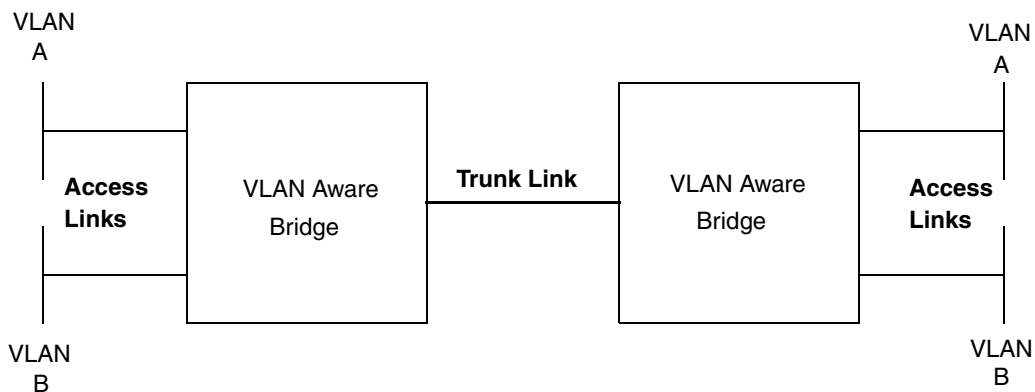 VLAN
A
VLAN
A
Access
Links
VLAN Aware
Bridge
Trunk Link
VLAN Aware
Bridge
Access
Links
VLAN
B
VLAN
B